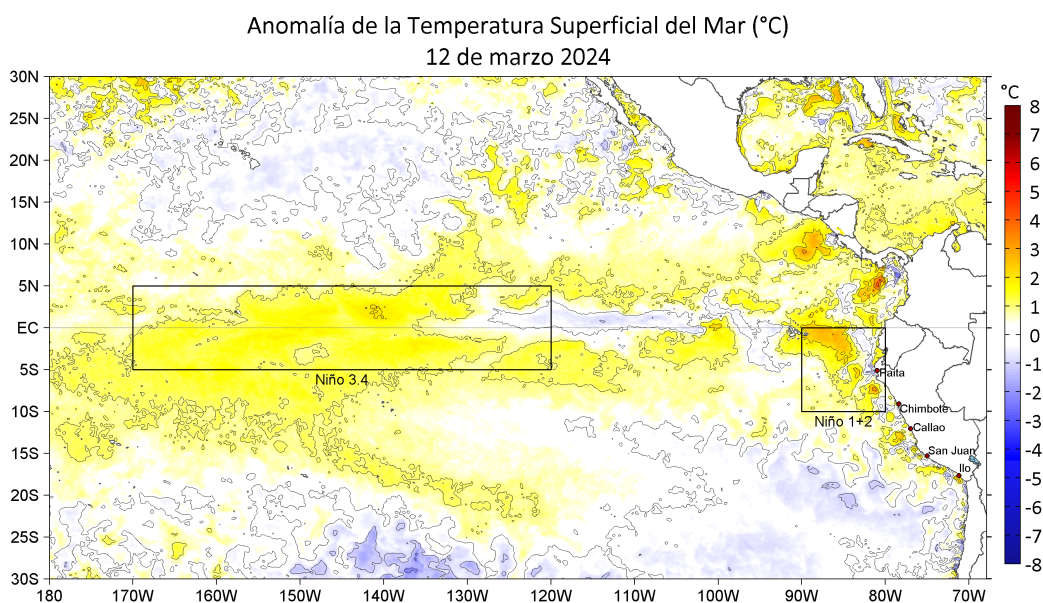 Anomalía de la Temperatura Superficial del Mar (°C)
12 de marzo 2024
30N
25N
20N
15N
10N
5N
EC
5S
10S
15S
20S
25S
30S
180
170W
160W
150W
140W
130W
120W
110W
100W
90W
80W
70W
Niño 3.4
Niño 1+2
Paita
Chimbote
Callao
San Juan
Ilo
°C
8
7
6
5
4
3
2
1
0
-1
-2
-3
-4
-5
-6
-7
-8